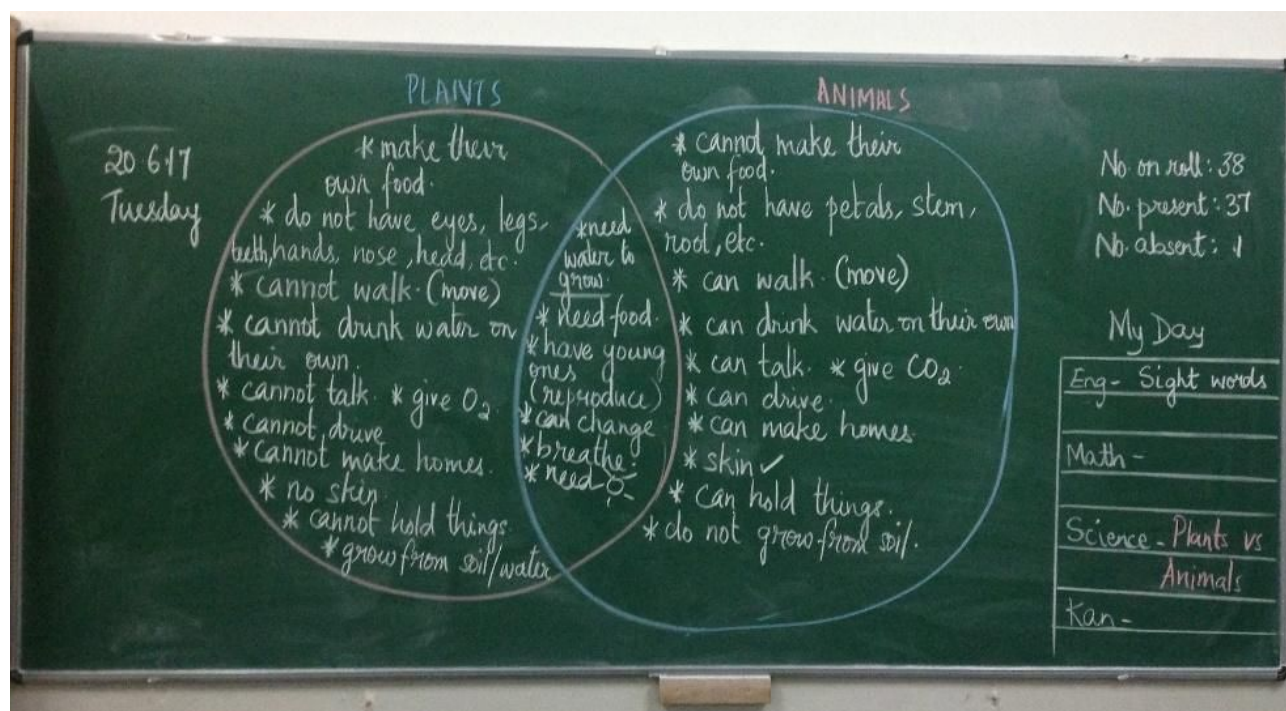 PLANTS
ANIMALS
20 6 17
Tuesday
* make their
own food.
* do not have eyes, legs,
teeth, hands, nose, head, etc.
* cannot walk. (move)
* cannot drink water on
their own.
* cannot talk. * give O₂
* cannot drive
* Cannot make homes.
* no skin
* cannot hold things.
* grow from soil/water
*need
water to
grow.
* need food.
* have young
ones
(reproduce)
* can change
* breathe.
* need
* cannot make their
own food.
* do not have petals, stem,
root, etc.
* can walk. (move)
* can drink water on their own
* can talk. * give CO₂.
* can drive.
* can make homes.
* skin ✓
* can hold things.
* do not grow from soil.
No. on roll: 38
No. present: 37
No. absent: 1
My Day
Eng- Sight words
Math-
Science- Plants vs
Animals
Kan-